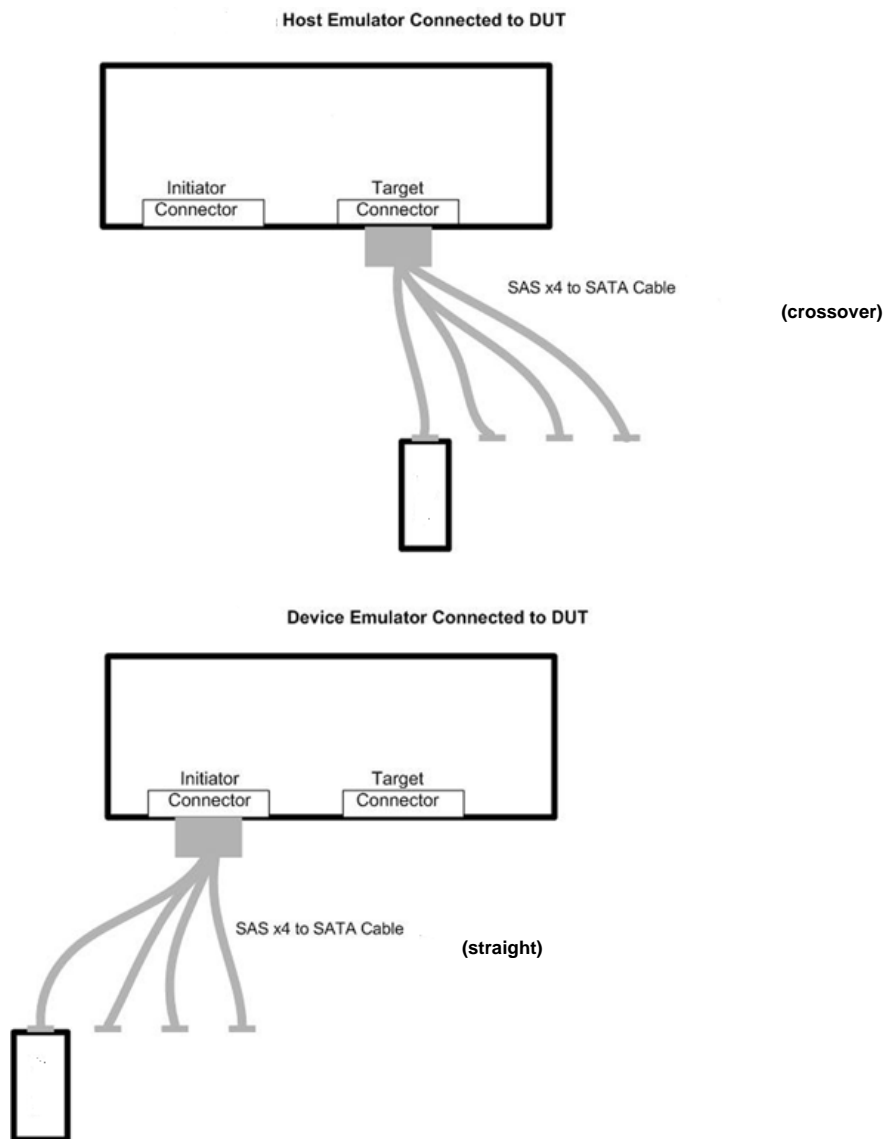 Host Emulator Connected to DUT
Initiator
Connector
Target
Connector
SAS x4 to SATA Cable
(crossover)
Device Emulator Connected to DUT
Initiator
Connector
Target
Connector
SAS x4 to SATA Cable
(straight)